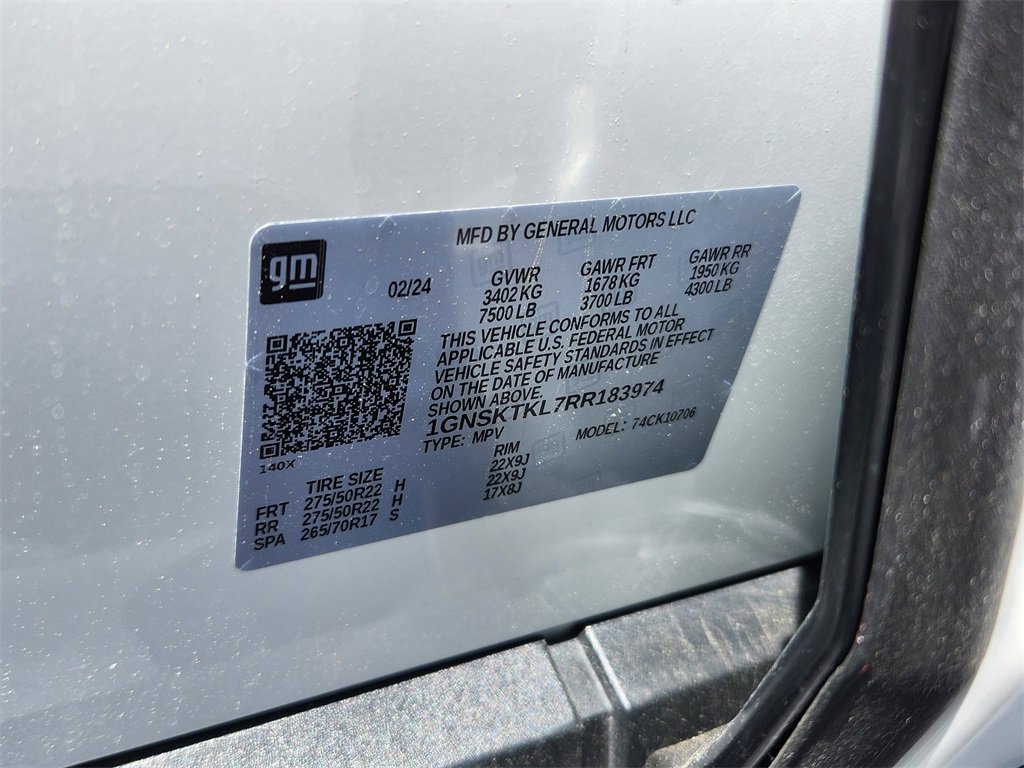 gm
MFD BY GENERAL MOTORS LLC
02/24
GVWR GAWR FRT GAWR RR
3402 KG 1678 KG 1950 KG
7500 LB 3700 LB 4300 LB
THIS VEHICLE CONFORMS TO ALL
APPLICABLE U.S. FEDERAL MOTOR
VEHICLE SAFETY STANDARDS IN EFFECT
ON THE DATE OF MANUFACTURE
SHOWN ABOVE.
1GNSKTKL7RR183974
TYPE: MPV MODEL: 74CK10706
140X
TIRE SIZE RIM
FRT 275/50R22 H 22X9J
RR 275/50R22 H 22X9J
SPA 265/70R17 S 17X8J